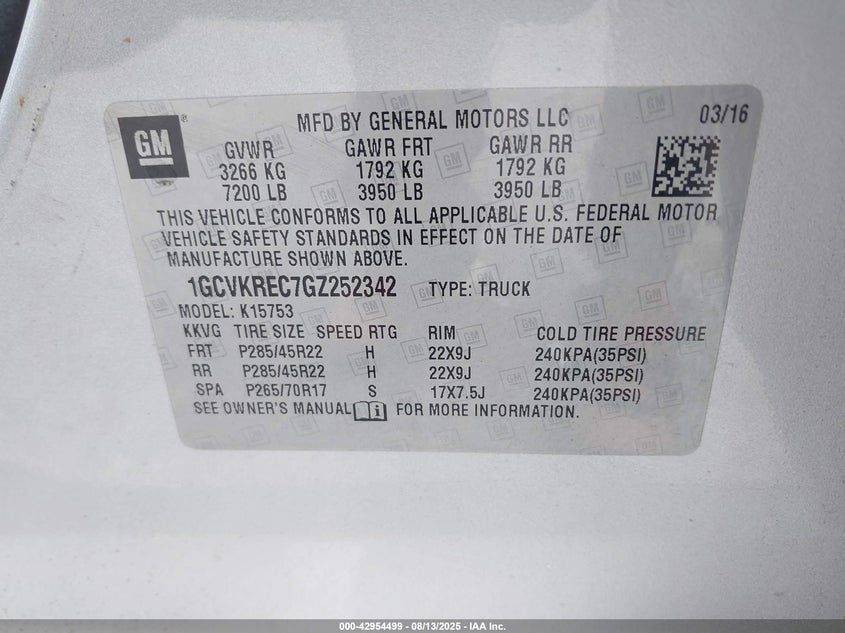 GM
®
MFD BY GENERAL MOTORS LLC
03/16
GVWR GAWR FRT GAWR RR
3266 KG 1792 KG 1792 KG
7200 LB 3950 LB 3950 LB
THIS VEHICLE CONFORMS TO ALL APPLICABLE U.S. FEDERAL MOTOR
VEHICLE SAFETY STANDARDS IN EFFECT ON THE DATE OF
MANUFACTURE SHOWN ABOVE.
1GCVKREC7GZ252342 TYPE: TRUCK
MODEL: K15753
KKVG TIRE SIZE SPEED RTG RIM COLD TIRE PRESSURE
FRT P285/45R22 H 22X9J 240KPA(35PSI)
RR P285/45R22 H 22X9J 240KPA(35PSI)
SPA P265/70R17 S 17X7.5J 240KPA(35PSI)
SEE OWNER'S MANUAL FOR MORE INFORMATION.
000-42954499 - 08/13/2025 - IAA Inc.